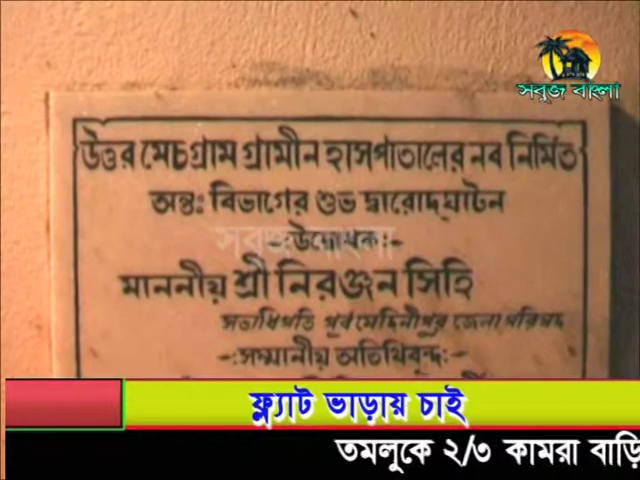 সবুজ বাংলা
উত্তর মেচগ্রাম গ্রামীন হাসপাতালের নব নির্মিত
অন্তঃ বিভাগের শুভ দ্বারোদঘাটন
-:উদ্বোধক:-
মাননীয় শ্রী নিরঞ্জন সিহি
সভাধিপতি পূর্ব মেদিনীপুর জেলা পরিষদ
-:সম্মানীয় অতিথিবৃন্দ:-
ফ্ল্যাট ভাড়ায় চাই
তমলুকে ২/৩ কামরা বাড়ি